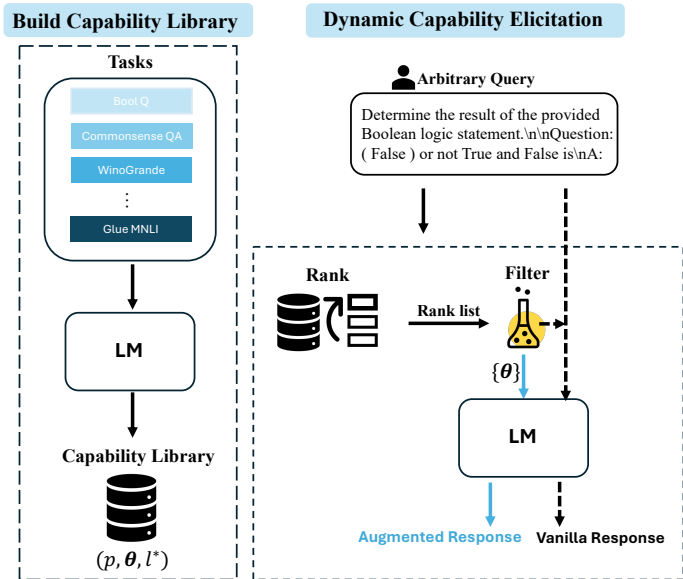 Build Capability Library
Tasks
Bool Q
Commonsense QA
WinoGrande
⋮
Glue MNLI
LM
Capability Library
(p, θ, l*)
Dynamic Capability Elicitation
Arbitrary Query
Determine the result of the provided
Boolean logic statement.\n\nQuestion:
( False ) or not True and False is\nA:
Rank
Rank list
Filter
{θ}
LM
Augmented Response
Vanilla Response